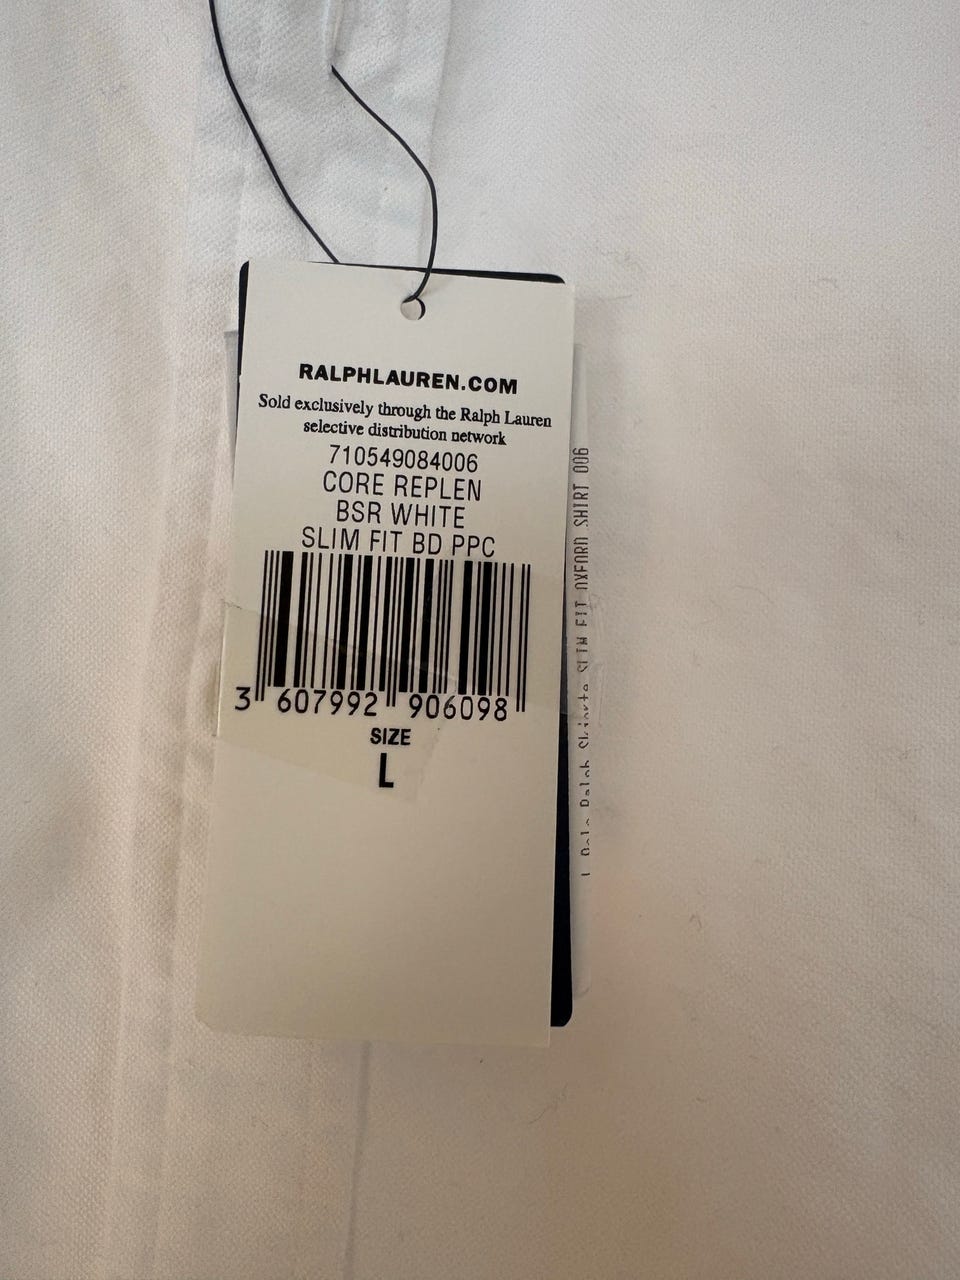 RALPHLAUREN.COM
Sold exclusively through the Ralph Lauren
selective distribution network
710549084006
CORE REPLEN
BSR WHITE
SLIM FIT BD PPC
3 607992 906098
SIZE
L
SLIM FIT OXFORD SHIRT 006